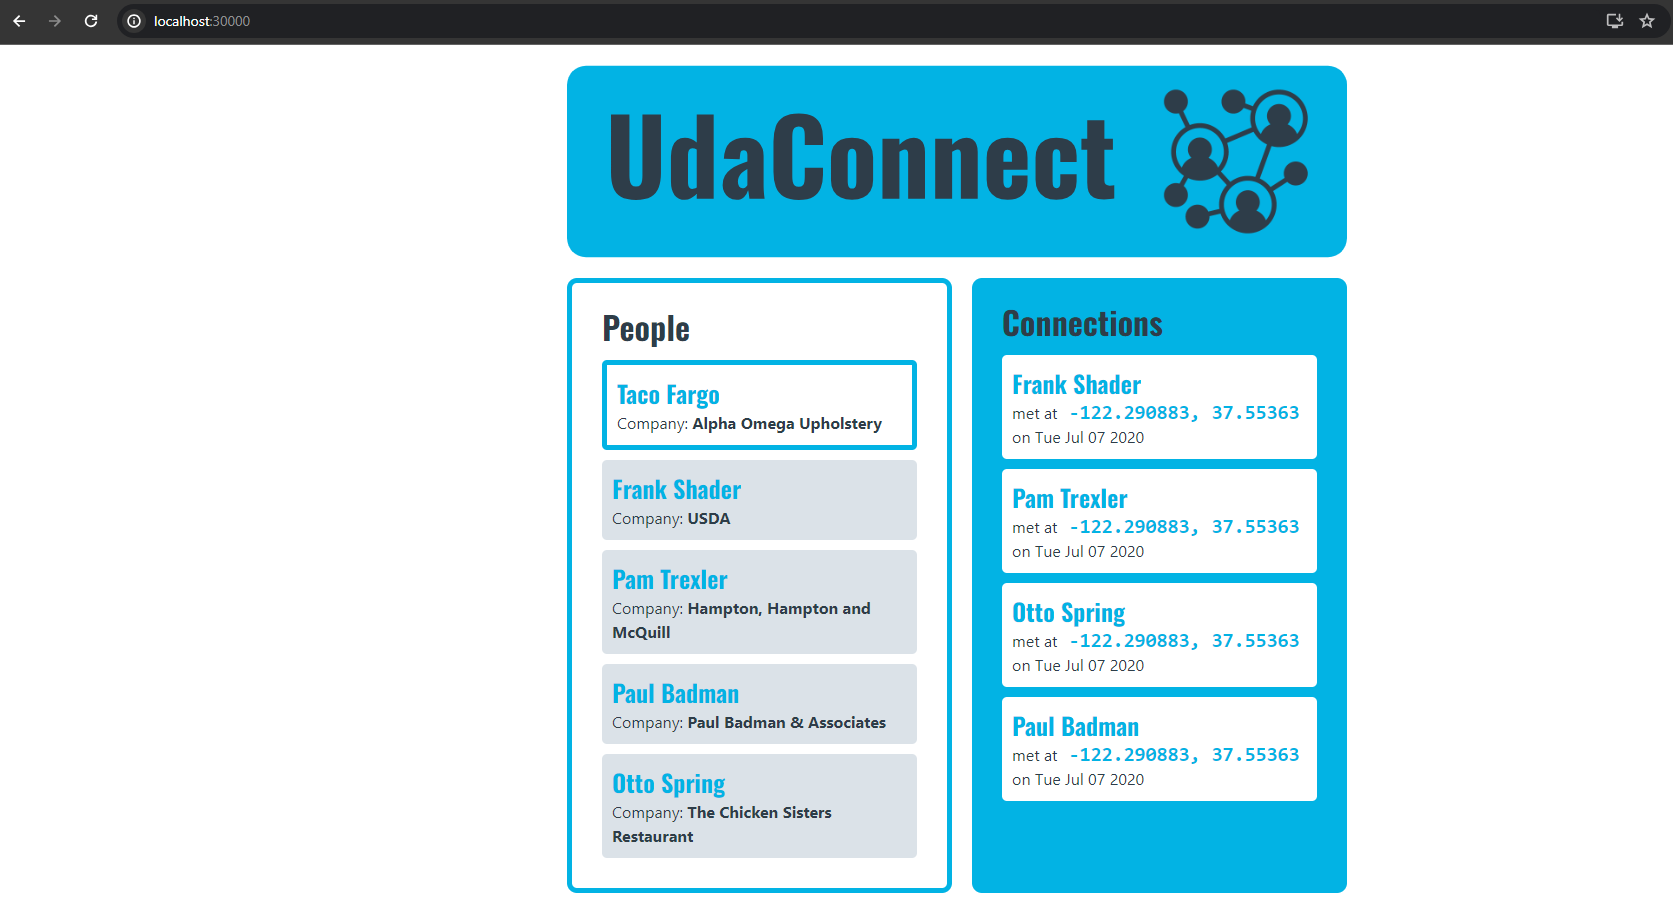 localhost:30000
UdaConnect
People
Taco Fargo
Company: Alpha Omega Upholstery
Frank Shader
Company: USDA
Pam Trexler
Company: Hampton, Hampton and
McQuill
Paul Badman
Company: Paul Badman & Associates
Otto Spring
Company: The Chicken Sisters
Restaurant
Connections
Frank Shader
met at -122.290883, 37.55363
on Tue Jul 07 2020
Pam Trexler
met at -122.290883, 37.55363
on Tue Jul 07 2020
Otto Spring
met at -122.290883, 37.55363
on Tue Jul 07 2020
Paul Badman
met at -122.290883, 37.55363
on Tue Jul 07 2020